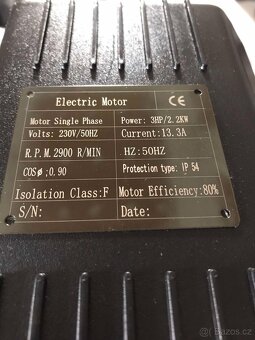 Electric Motor CE
Motor Single Phase Power: 3HP/2.2KW
Volts: 230V/50HZ Current:13.3A
R.P.M.2900 R/MIN HZ:50HZ
COSø;0.90 Protection type: IP 54
Isolation Class:F Motor Efficiency:80%
S/N: Date:
bazos.cz